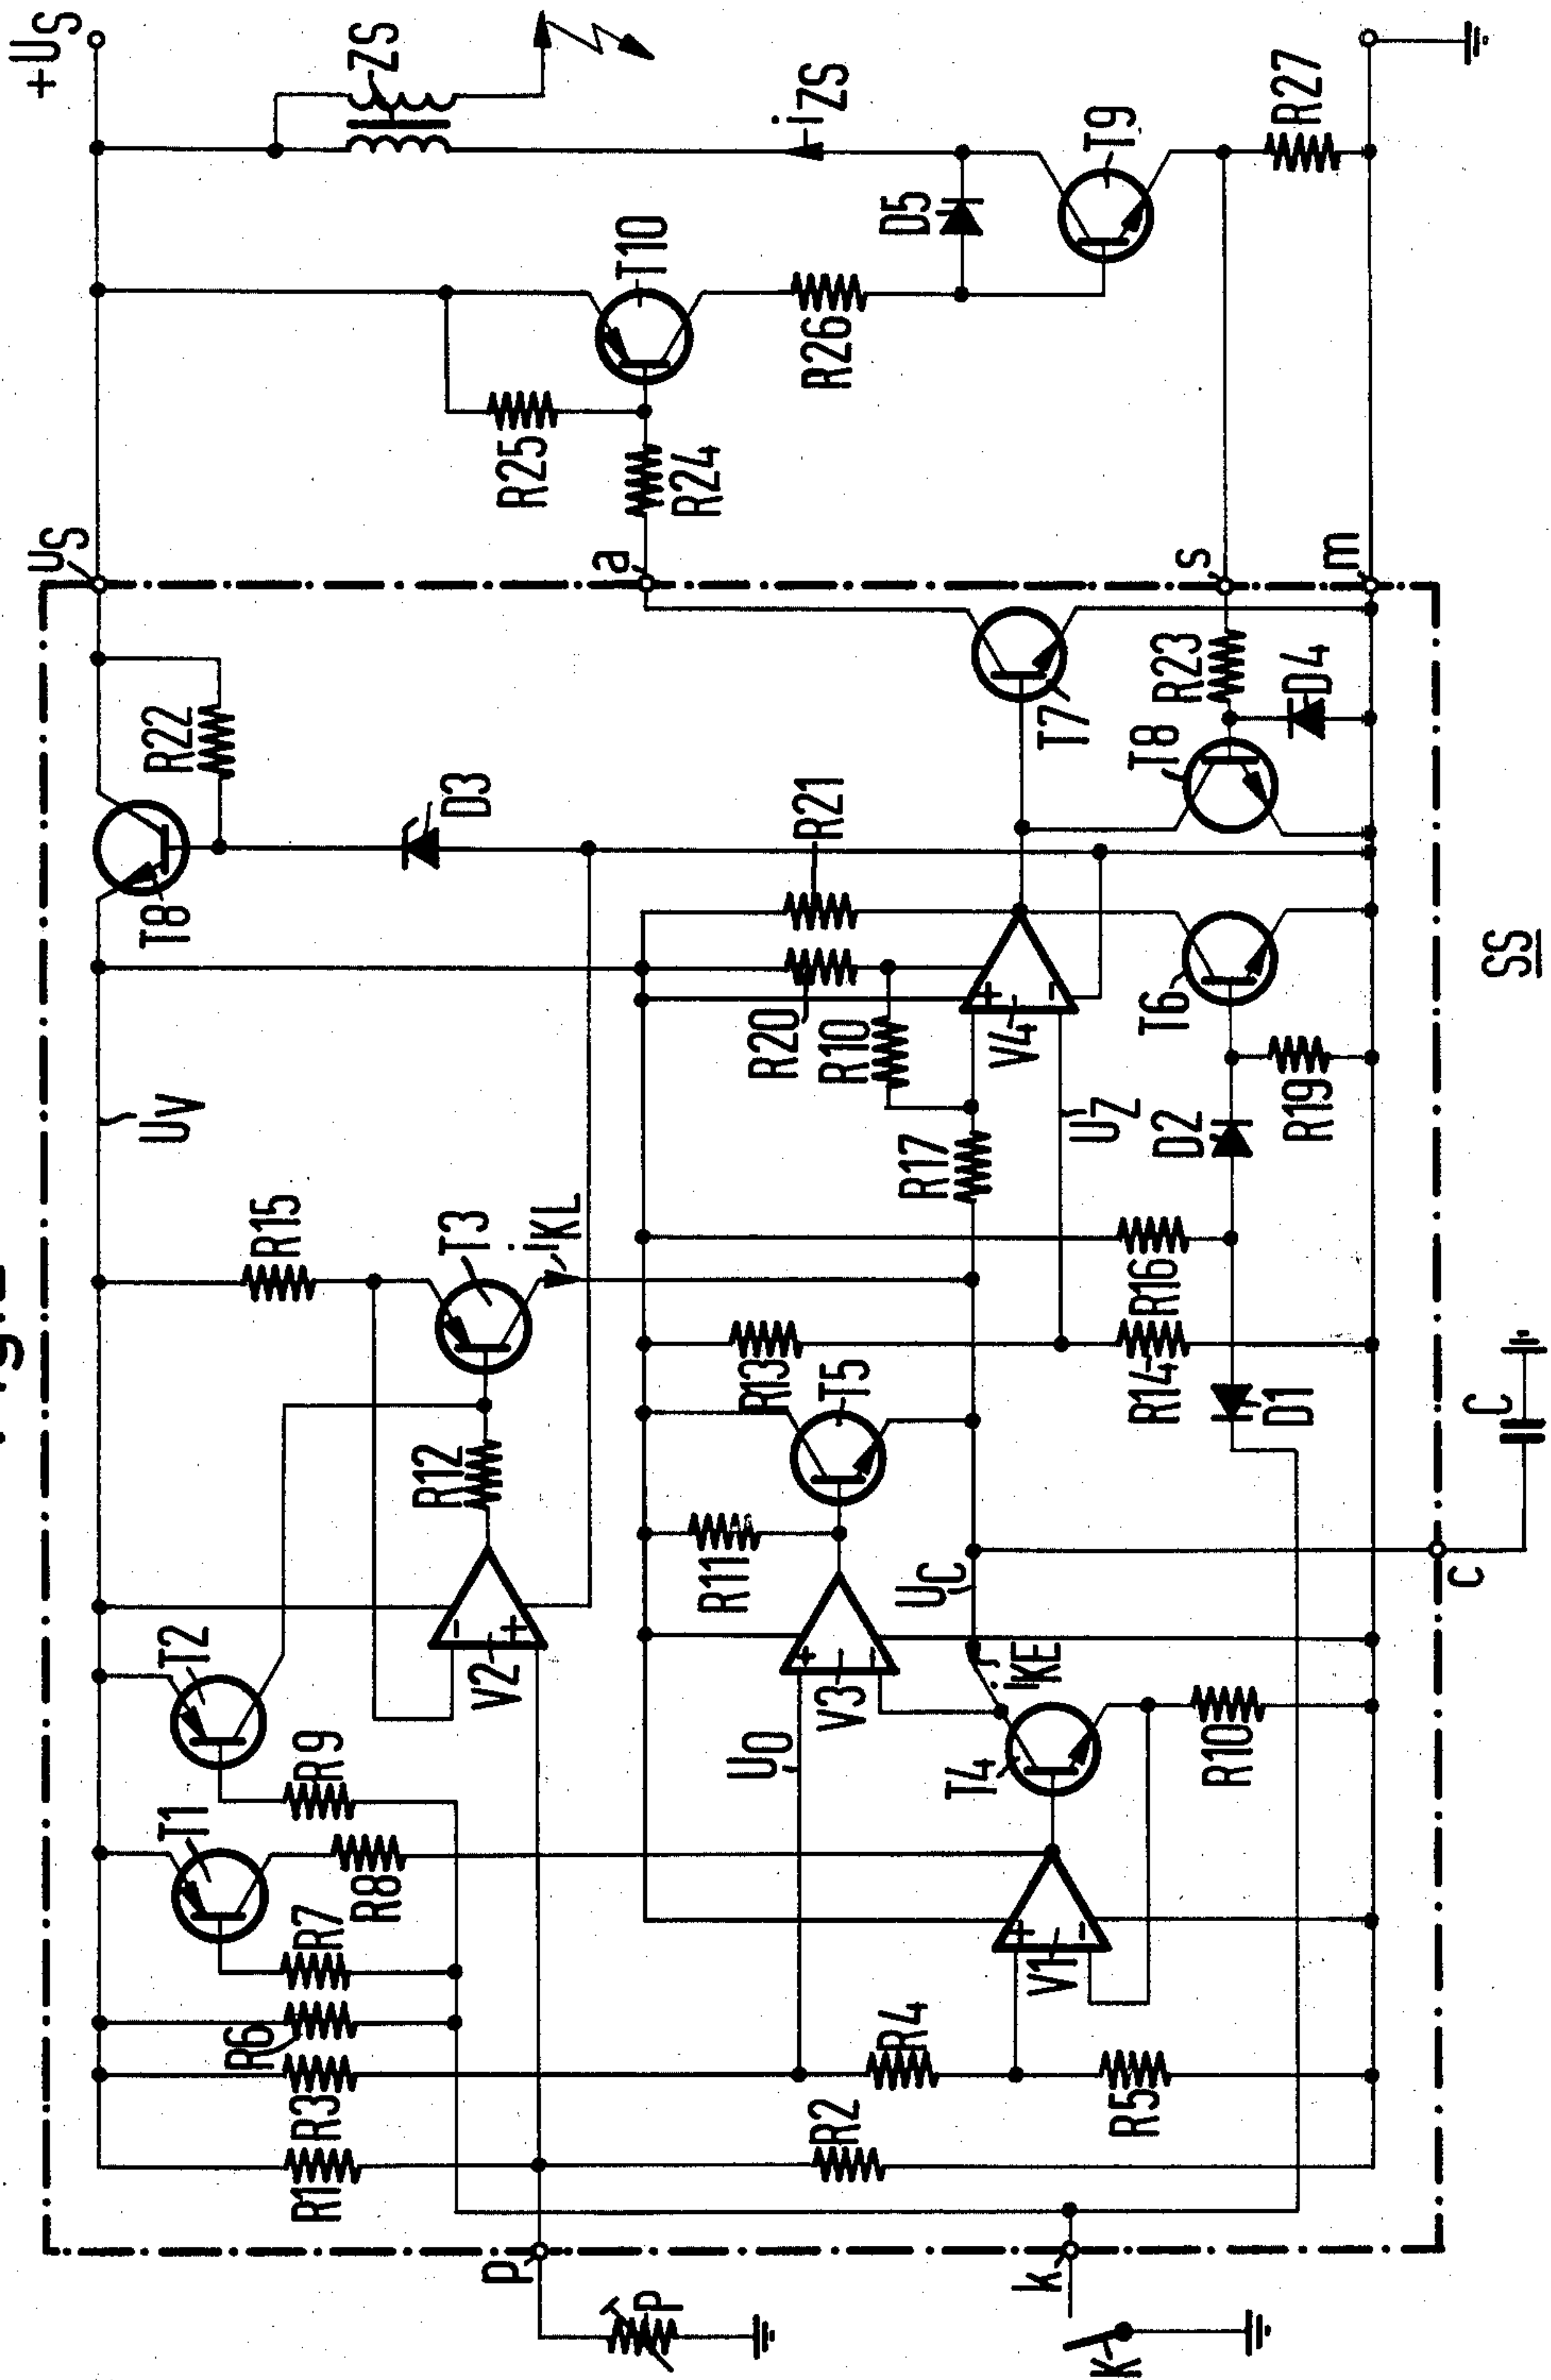 +US
ZS
iZS
T9
D5
T10
R26
R25
R24
R27
US
a
s
m
R22
T8
D3
R21
T7
R23
D4
T8
UV
R20
R10
V4
+
-
T6
R19
SS
R15
T3
iKL
R17
UZ
D2
R16
R13
T5
R14
D1
C
R12
T2
V2
-
+
R11
UC
c
V3
+
-
iKE
UO
T4
R10
T1
R9
R8
R7
R6
R3
R1
V1
+
-
R4
R5
R2
p
P
k
K